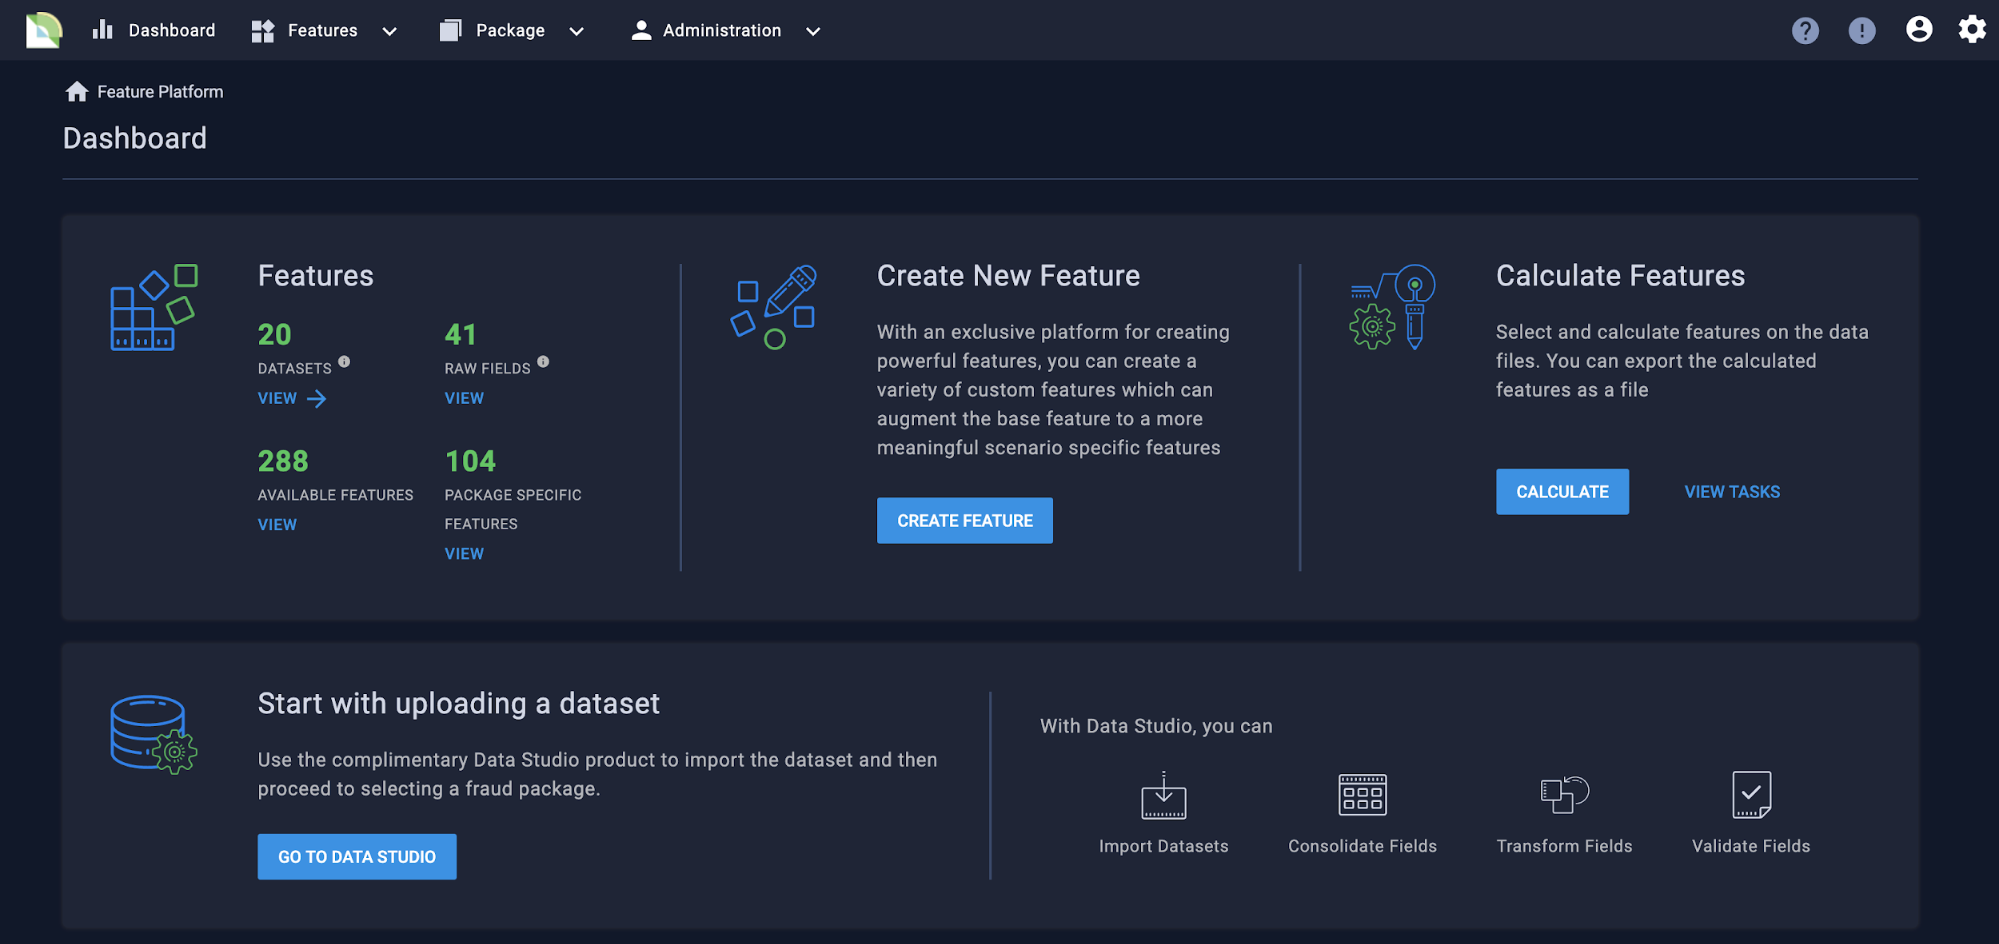 Dashboard
Features
Package
Administration
Feature Platform
Dashboard
Features
20
DATASETS
VIEW
41
RAW FIELDS
VIEW
288
AVAILABLE FEATURES
VIEW
104
PACKAGE SPECIFIC
FEATURES
VIEW
Create New Feature
With an exclusive platform for creating
powerful features, you can create a
variety of custom features which can
augment the base feature to a more
meaningful scenario specific features
CREATE FEATURE
Calculate Features
Select and calculate features on the data
files. You can export the calculated
features as a file
CALCULATE
VIEW TASKS
Start with uploading a dataset
Use the complimentary Data Studio product to import the dataset and then
proceed to selecting a fraud package.
GO TO DATA STUDIO
With Data Studio, you can
Import Datasets
Consolidate Fields
Transform Fields
Validate Fields